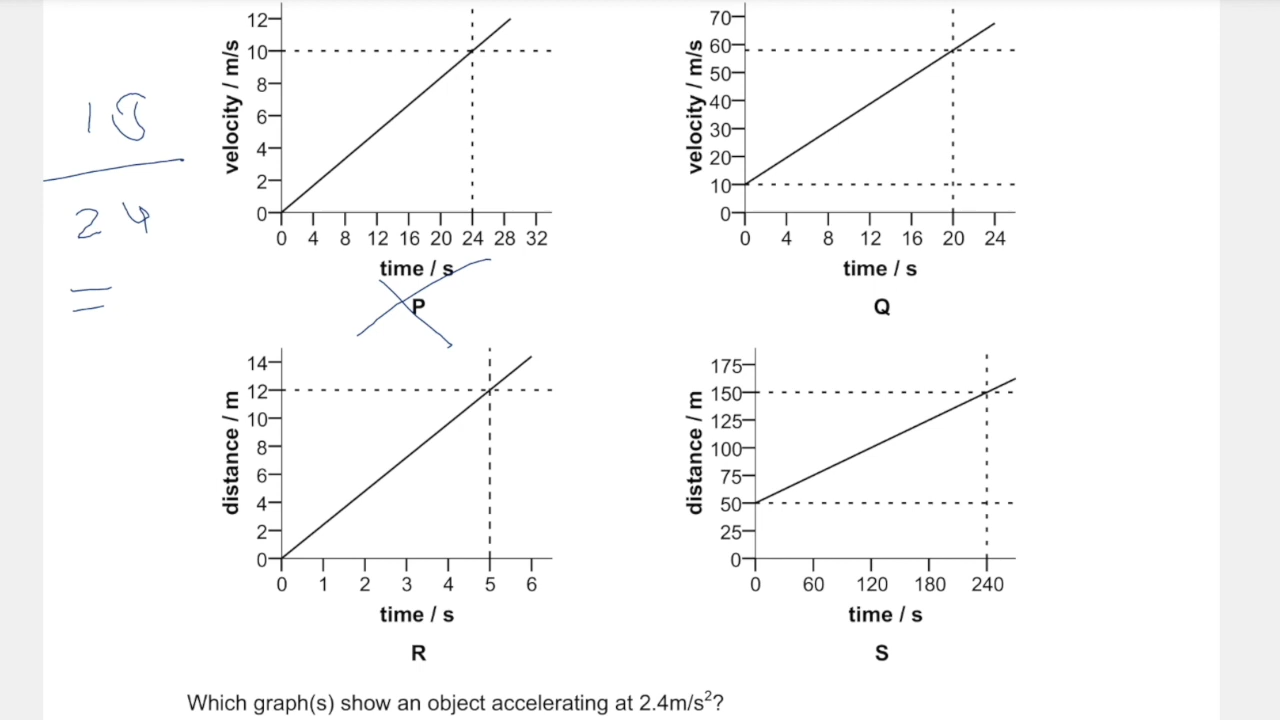 12
10
8
6
4
2
0
0 4 8 12 16 20 24 28 32
velocity / m/s
time / s
P
70
60
50
40
30
20
10
0
0 4 8 12 16 20 24
velocity / m/s
time / s
Q
24
=
14
12
10
8
6
4
2
0
0 1 2 3 4 5 6
distance / m
time / s
R
175
150
125
100
75
50
25
0
0 60 120 180 240
distance / m
time / s
S
Which graph(s) show an object accelerating at 2.4m/s²?